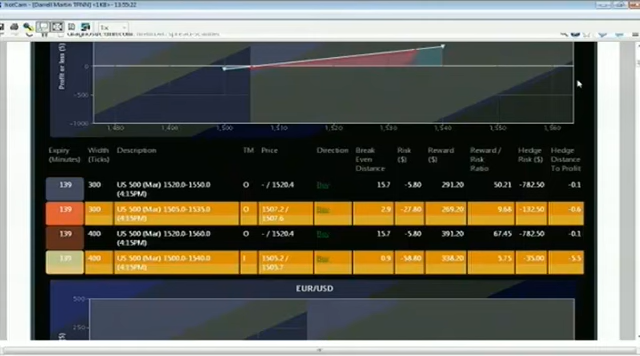 NotCam - [Darrell Martin TFNN] <1KB> - 13:55:22
Profit or loss ($)
0
-500
-1000
1,480 1,490 1,500 1,510 1,520 1,530 1,540 1,550 1,560
Expiry (Minutes) Width (Ticks) Description TM Price Direction Break Even Distance Risk ($) Reward ($) Reward / Risk Ratio Hedge Risk ($) Hedge Distance To Profit
139 300 US 500 (Mar) 1520.0-1550.0 (4:15PM) O - / 1520.4 Buy 15.7 -5.80 291.20 50.21 -782.50 -0.1
139 300 US 500 (Mar) 1505.0-1535.0 (4:15PM) O 1507.2 / 1507.6 Buy 2.9 -27.80 269.20 9.68 -132.50 -0.6
139 400 US 500 (Mar) 1520.0-1560.0 (4:15PM) O - / 1520.4 Buy 15.7 -5.80 391.20 67.45 -782.50 -0.1
139 400 US 500 (Mar) 1500.0-1540.0 (4:15PM) I 1505.2 / Buy 0.9 -58.80 338.20 5.75 -35.00 -5.5
EUR/USD
500
250
($)